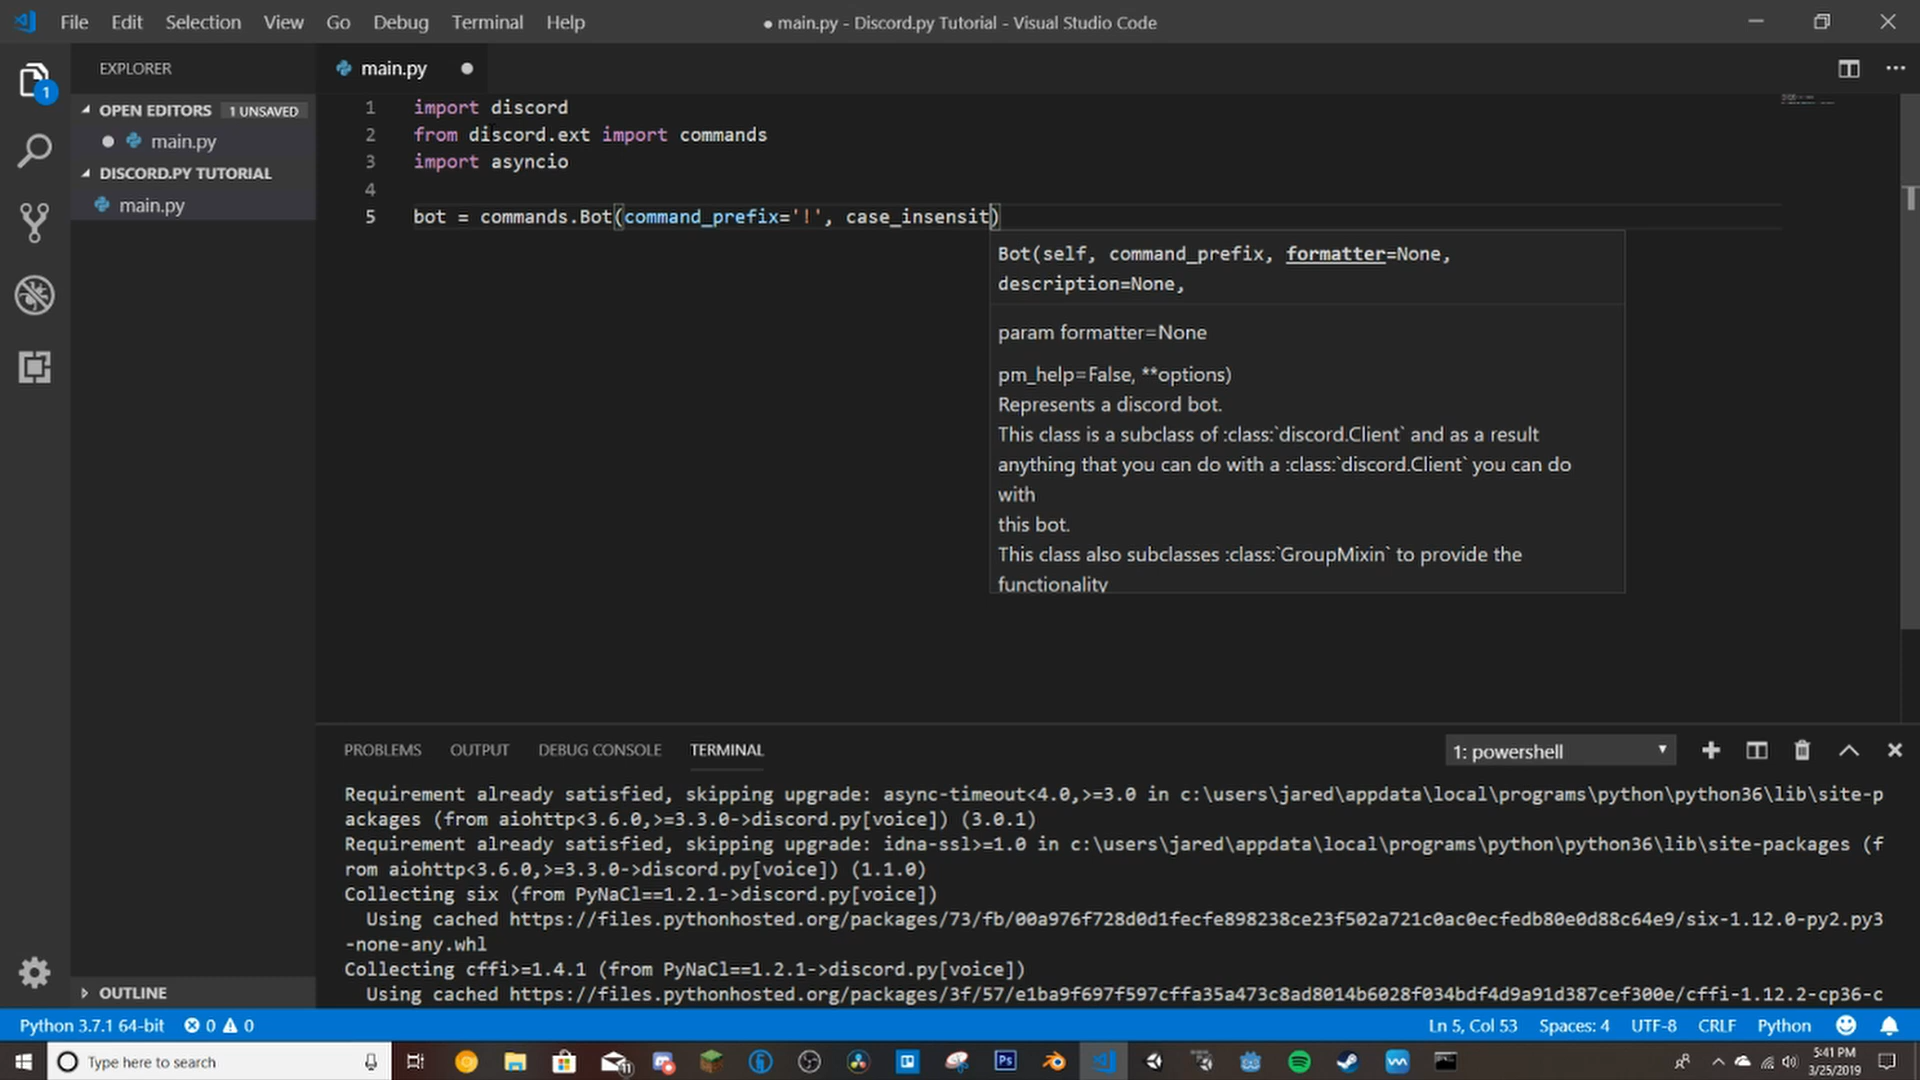 File Edit Selection View Go Debug Terminal Help
● main.py - Discord.py Tutorial - Visual Studio Code
EXPLORER
main.py
1
OPEN EDITORS 1 UNSAVED
main.py
DISCORD.PY TUTORIAL
main.py
OUTLINE
1 import discord
2 from discord.ext import commands
3 import asyncio
4
5 bot = commands.Bot(command_prefix='!', case_insensit)
Bot(self, command_prefix, formatter=None,
description=None,
param formatter=None
pm_help=False, **options)
Represents a discord bot.
This class is a subclass of :class:`discord.Client` and as a result
anything that you can do with a :class:`discord.Client` you can do
with
this bot.
This class also subclasses :class:`GroupMixin` to provide the
functionality
PROBLEMS OUTPUT DEBUG CONSOLE TERMINAL
1: powershell
Requirement already satisfied, skipping upgrade: async-timeout<4.0,>=3.0 in c:\users\jared\appdata\local\programs\python\python36\lib\site-p
ackages (from aiohttp<3.6.0,>=3.3.0->discord.py[voice]) (3.0.1)
Requirement already satisfied, skipping upgrade: idna-ssl>=1.0 in c:\users\jared\appdata\local\programs\python\python36\lib\site-packages (f
rom aiohttp<3.6.0,>=3.3.0->discord.py[voice]) (1.1.0)
Collecting six (from PyNaCl==1.2.1->discord.py[voice])
Using cached https://files.pythonhosted.org/packages/73/fb/00a976f728d0d1fecfe898238ce23f502a721c0ac0ecfedb80e0d88c64e9/six-1.12.0-py2.py3
-none-any.whl
Collecting cffi>=1.4.1 (from PyNaCl==1.2.1->discord.py[voice])
Using cached https://files.pythonhosted.org/packages/3f/57/e1ba9f697f597cffa35a473c8ad8014b6028f034bdf4d9a91d387cef300e/cffi-1.12.2-cp36-c
Python 3.7.1 64-bit 0 0
Ln 5, Col 53 Spaces: 4 UTF-8 CRLF Python
Type here to search
11
Ps
5:41 PM
3/25/2019